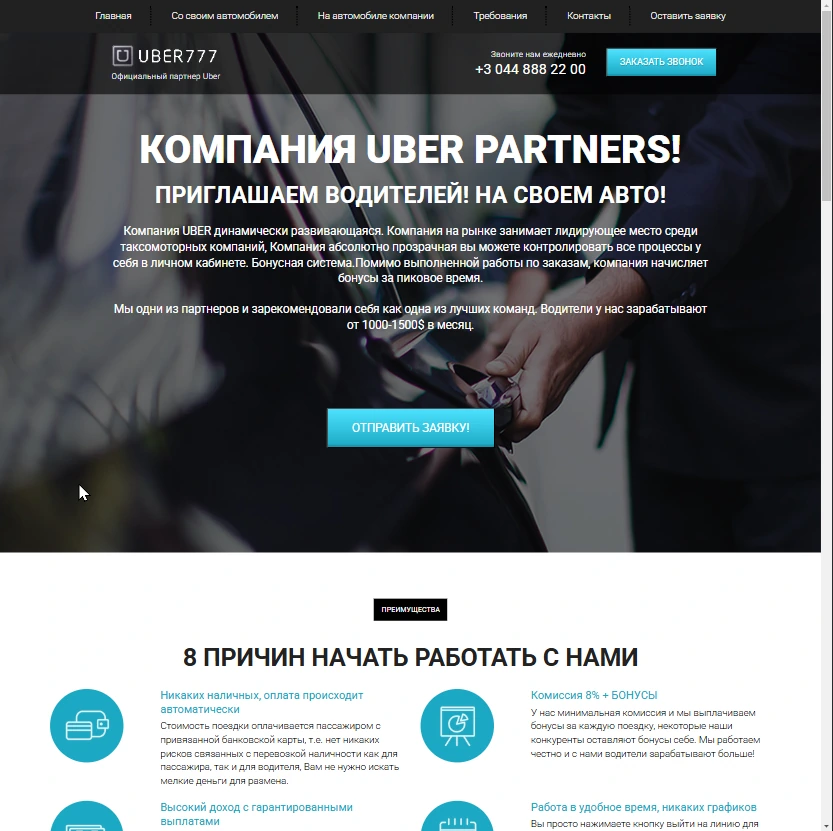 Главная Со своим автомобилем На автомобиле компании Требования Контакты Оставить заявку
UBER777
Официальный партнер Uber
Звоните нам ежедневно
+3 044 888 22 00
ЗАКАЗАТЬ ЗВОНОК
КОМПАНИЯ UBER PARTNERS!
ПРИГЛАШАЕМ ВОДИТЕЛЕЙ! НА СВОЕМ АВТО!
Компания UBER динамически развивающаяся. Компания на рынке занимает лидирующее место среди
таксомоторных компаний, Компания абсолютно прозрачная вы можете контролировать все процессы у
себя в личном кабинете. Бонусная система.Помимо выполненной работы по заказам, компания начисляет
бонусы за пиковое время.
Мы одни из партнеров и зарекомендовали себя как одна из лучших команд. Водители у нас зарабатывают
от 1000-1500$ в месяц.
ОТПРАВИТЬ ЗАЯВКУ!
ПРЕИМУЩЕСТВА
8 ПРИЧИН НАЧАТЬ РАБОТАТЬ С НАМИ
Никаких наличных, оплата происходит
автоматически
Стоимость поездки оплачивается пассажиром с
привязанной банковской карты, т.е. нет никаких
рисков связанных с перевозкой наличности как для
пассажира, так и для водителя, Вам не нужно искать
мелкие деньги для размена.
Комиссия 8% + БОНУСЫ
У нас минимальная комиссия и мы выплачиваем
бонусы за каждую поездку, некоторые наши
конкуренты оставляют бонусы себе. Мы работаем
честно и с нами водители зарабатывают больше!
Высокий доход с гарантированными
выплатами
Работа в удобное время, никаких графиков
Вы просто нажимаете кнопку выйти на линию для